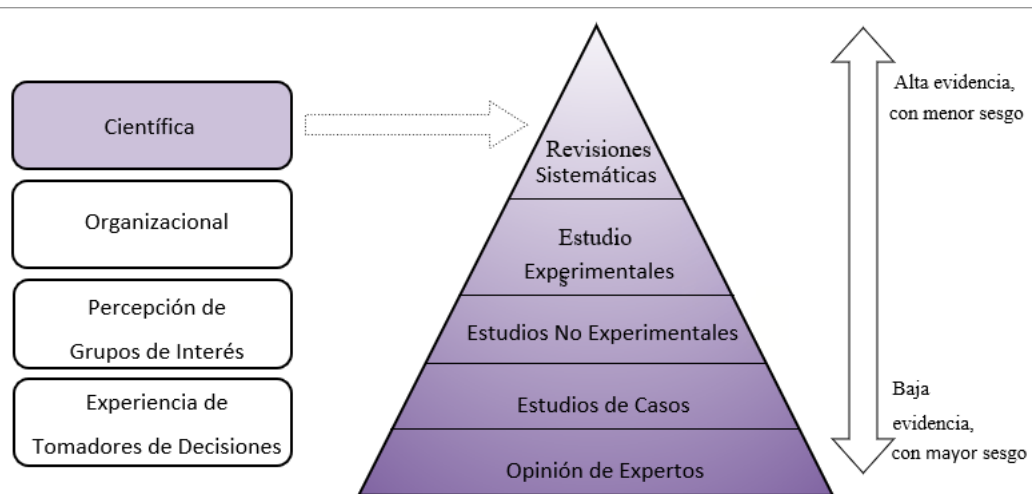 Científica
Organizacional
Percepción de
Grupos de Interés
Experiencia de
Tomadores de Decisiones
Revisiones
Sistemáticas
Estudio
s
Experimentales
Estudios No Experimentales
Estudios de Casos
Opinión de Expertos
Alta evidencia,
con menor sesgo
Baja
evidencia,
con mayor sesgo